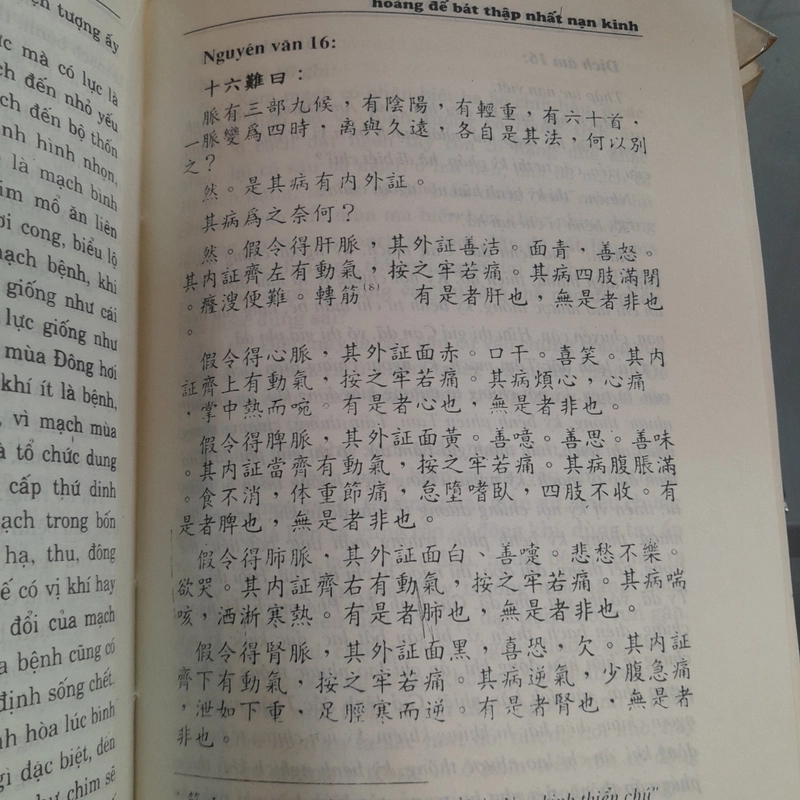 ện tượng ấy
ực mà có lực là
ch đến nhỏ yếu
ch đến bộ thốn
nh hình nhọn,
là mạch bình
im mổ ăn liên
ơi cong, biểu lộ
mạch bệnh, khi
giống như cái
lực giống như
mùa Đông hơi
khí ít là bệnh,
, vì mạch mùa
à tổ chức dung
cấp thứ dinh
ạch trong bốn
hạ, thu, đông
ế có vị khí hay
đổi của mạch
a bệnh cũng có
định sống chết.
nh hòa lúc bình
gì đặc biệt, đến
hư chim sẽ
hoàng đế bát thập nhất nạn kinh
Nguyên văn 16:
十六難曰：
脈有三部九候，有陰陽，有輕重，有六十首，
一脈變爲四時，离與久遠，各自是其法，何以別
之？
然。是其病有内外証。
其病爲之奈何？
然。假令得肝脈，其外証善洁。面青，善怒。
其内証齊左有動氣，按之牢若痛。其病四肢滿閉
。癃溲便難。轉筋(8) 有是者肝也，無是者非也
。
假令得心脈，其外証面赤。口干。喜笑。其内
証齊上有動氣，按之牢若痛。其病煩心，心痛
，掌中熱而啘。有是者心也，無是者非也。
假令得脾脈，其外証面黃。善噫。善思。善味
。其内証當齊有動氣，按之牢若痛。其病腹脹滿
。食不消，体重節痛，怠墮嗜臥，四肢不收。有
是者脾也，無是者非也。
假令得肺脈，其外証面白、善嚏。悲愁不樂。
欲哭。其内証齊右有動氣，按之牢若痛。其病喘
咳，洒淅寒熱。有是者肺也，無是者非也。
假令得腎脈，其外証面黑，喜恐，欠。其内証
齊下有動氣，按之牢若痛。其病逆氣，少腹急痛
，泄如下重，足脛寒而逆。有是者腎也，無是者
非也。
kinh thiển chú"